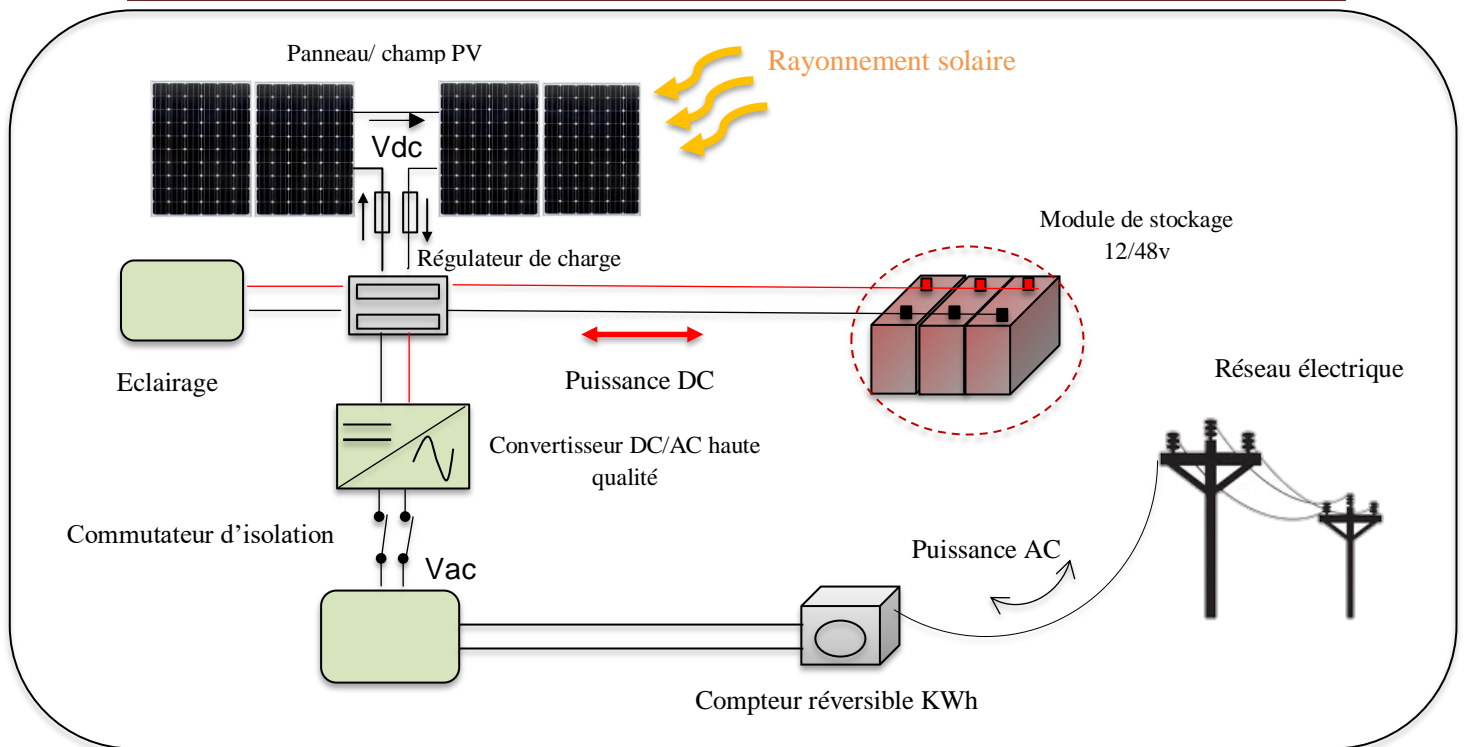 Panneau/ champ PV
Rayonnement solaire
Vdc
Module de stockage
12/48v
Régulateur de charge
Eclairage
Puissance DC
Réseau électrique
Convertisseur DC/AC haute
qualité
Commutateur d’isolation
Puissance AC
Vac
Compteur réversible KWh